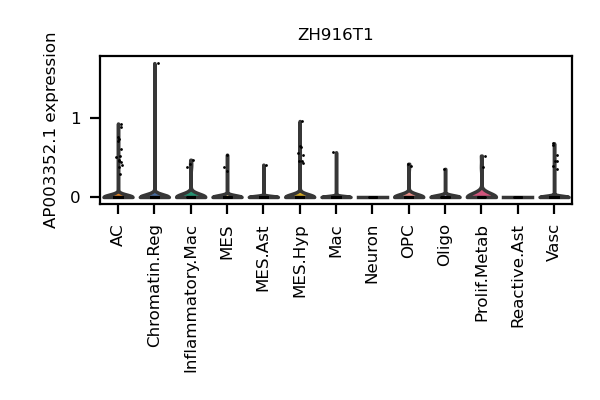 ZH916T1
AP003352.1 expression
1
0
AC
Chromatin.Reg
Inflammatory.Mac
MES
MES.Ast
MES.Hyp
Mac
Neuron
OPC
Oligo
Prolif.Metab
Reactive.Ast
Vasc